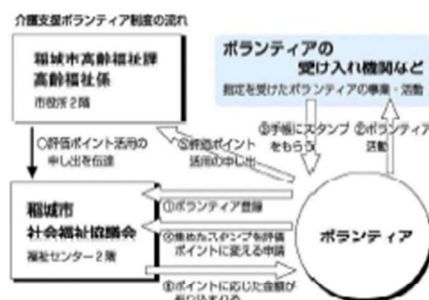 介護支援ボランティア制度の流れ
稲城市高齢福祉課
高齢福祉係
市役所2階
ボランティアの
受け入れ機関など
指定を受けたボランティアの事業・活動
③手帳にスタンプ
をもらう
②ボランティア
活動
⑤評価ポイント
活用の申し出
○評価ポイント活用の
申し出を伝達
稲城市
社会福祉協議会
福祉センター2階
①ボランティア登録
④集めたスタンプを評価
ポイントに変える申請
ボランティア
⑥ポイントに応じた金額が